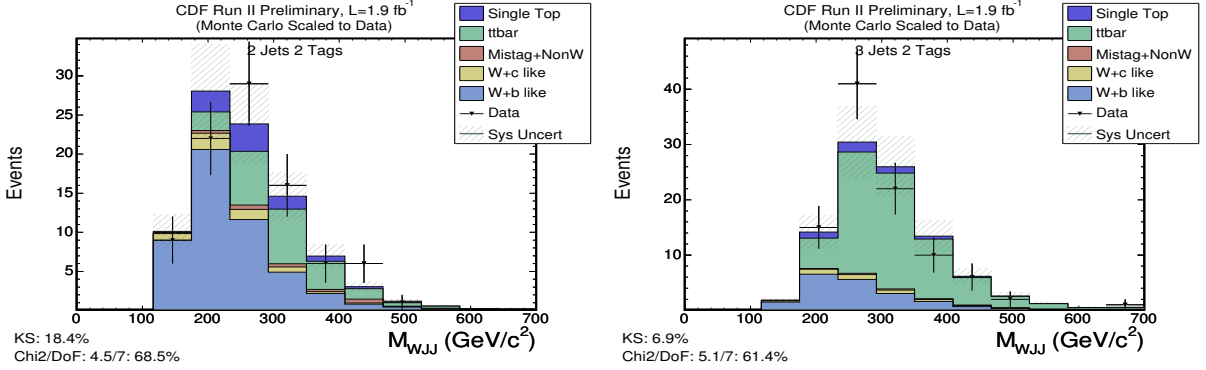 CDF Run II Preliminary, L=1.9 fb⁻¹
(Monte Carlo Scaled to Data)
2 Jets 2 Tags
Single Top
ttbar
Mistag+NonW
W+c like
W+b like
Data
Sys Uncert
Events
30
25
20
15
10
5
0 100 200 300 400 500 600 700
M_WJJ (GeV/c²)
KS: 18.4%
Chi2/DoF: 4.5/7: 68.5%
CDF Run II Preliminary, L=1.9 fb⁻¹
(Monte Carlo Scaled to Data)
3 Jets 2 Tags
Single Top
ttbar
Mistag+NonW
W+c like
W+b like
Data
Sys Uncert
Events
40
30
20
10
0 100 200 300 400 500 600 700
M_WJJ (GeV/c²)
KS: 6.9%
Chi2/DoF: 5.1/7: 61.4%